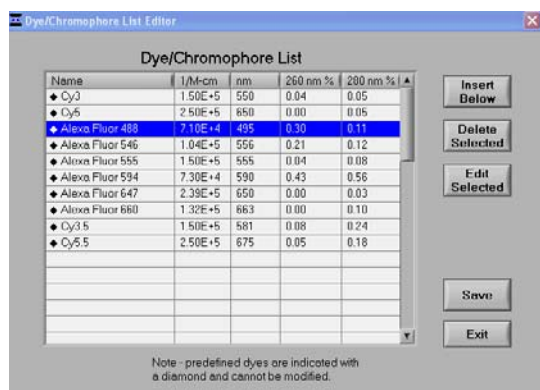 Dye/Chromophore List Editor
Dye/Chromophore List
Name 1/M-cm nm 260 nm % 280 nm %
◆ Cy3 1.50E+5 550 0.04 0.05
◆ Cy5 2.50E+5 650 0.00 0.05
◆ Alexa Fluor 488 7.10E+4 495 0.30 0.11
◆ Alexa Fluor 546 1.04E+5 556 0.21 0.12
◆ Alexa Fluor 555 1.50E+5 555 0.04 0.08
◆ Alexa Fluor 594 7.30E+4 590 0.43 0.56
◆ Alexa Fluor 647 2.39E+5 650 0.00 0.03
◆ Alexa Fluor 660 1.32E+5 663 0.00 0.10
◆ Cy3.5 1.50E+5 581 0.08 0.24
◆ Cy5.5 2.50E+5 675 0.05 0.18
Insert
Below
Delete
Selected
Edit
Selected
Save
Exit
Note - predefined dyes are indicated with
a diamond and cannot be modified.